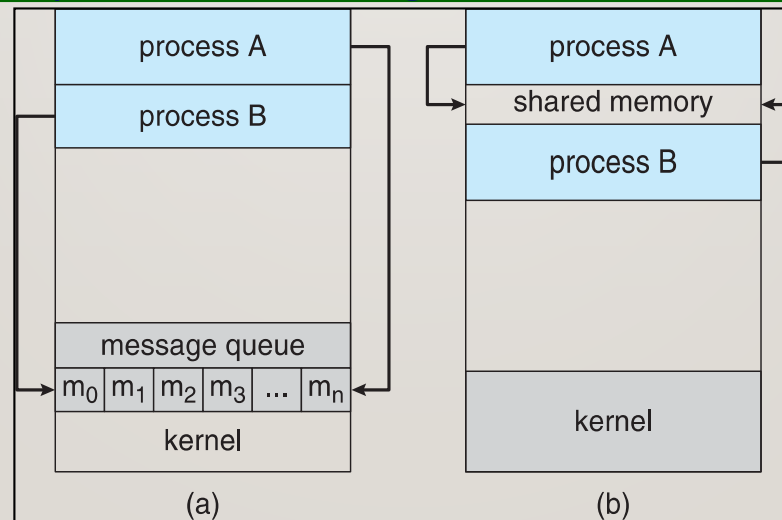 process A
process B
message queue
m0 m1 m2 m3 ... mn
kernel
(a)
process A
shared memory
process B
kernel
(b)